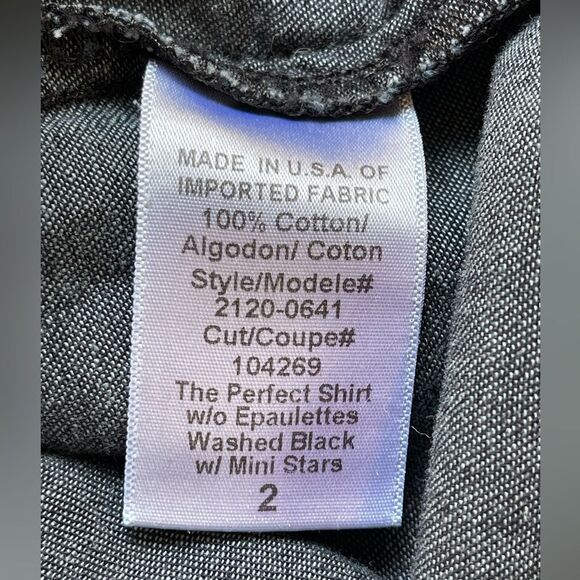 MADE IN U.S.A. OF
IMPORTED FABRIC
100% Cotton/
Algodon/ Coton
Style/Modele#
2120-0641
Cut/Coupe#
104269
The Perfect Shirt
w/o Epaulettes
Washed Black
w/ Mini Stars
2